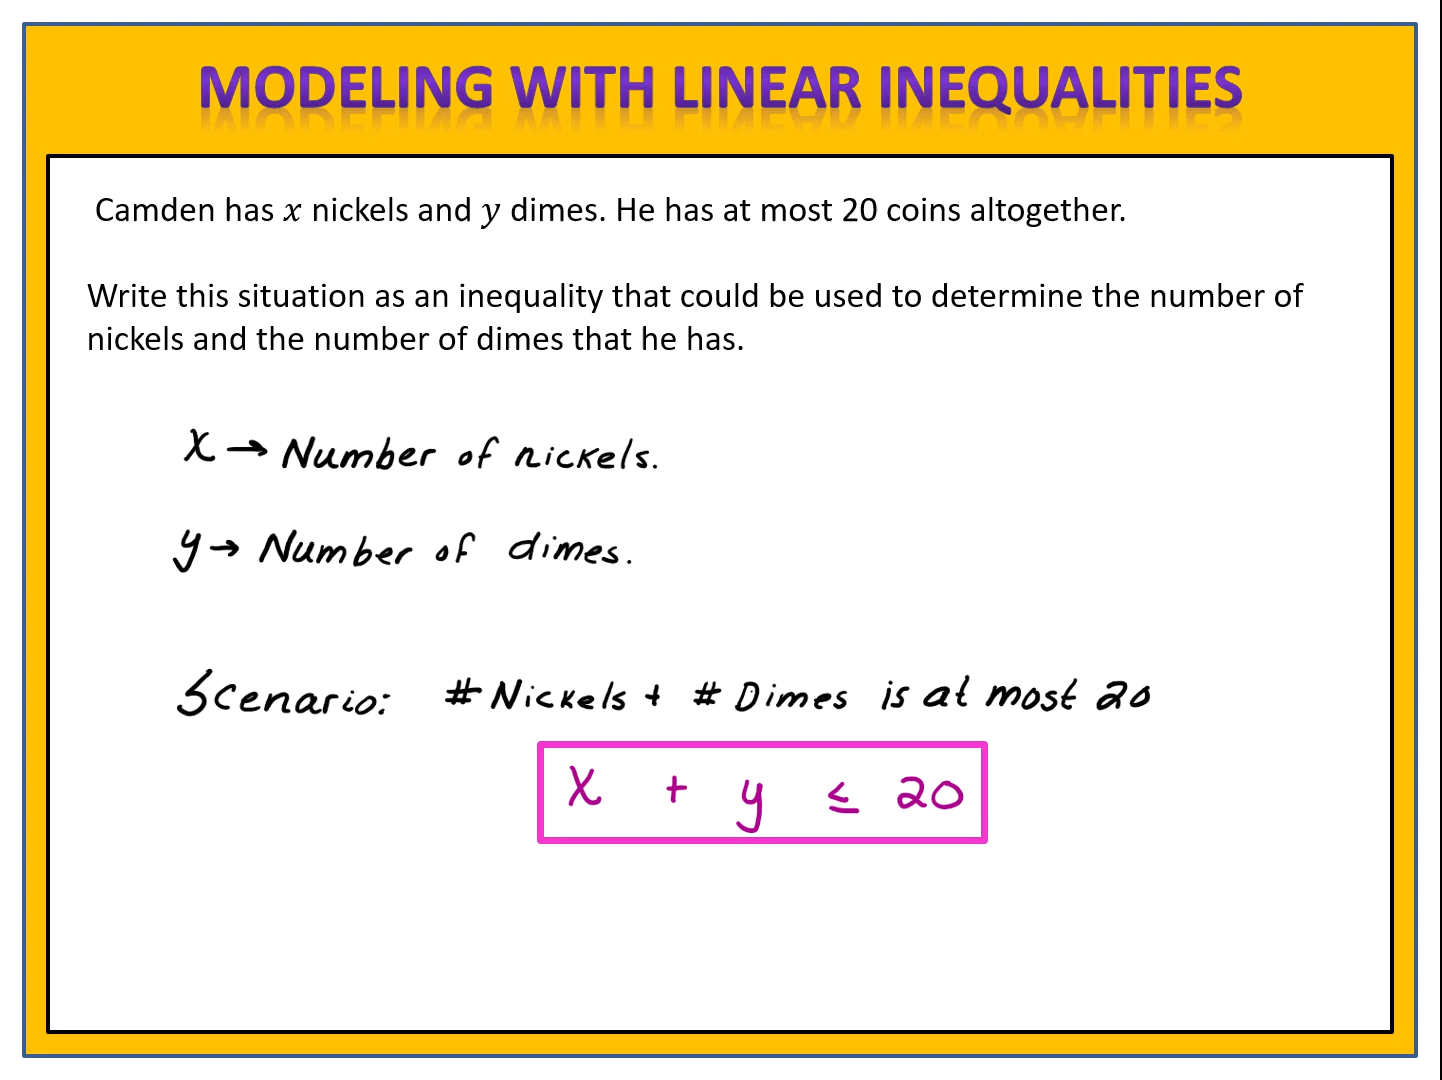 MODELING WITH LINEAR INEQUALITIES
Camden has x nickels and y dimes. He has at most 20 coins altogether.
Write this situation as an inequality that could be used to determine the number of
nickels and the number of dimes that he has.
x → Number of nickels.
y → Number of dimes.
Scenario: # Nickels + # Dimes is at most 20
x + y ≤ 20